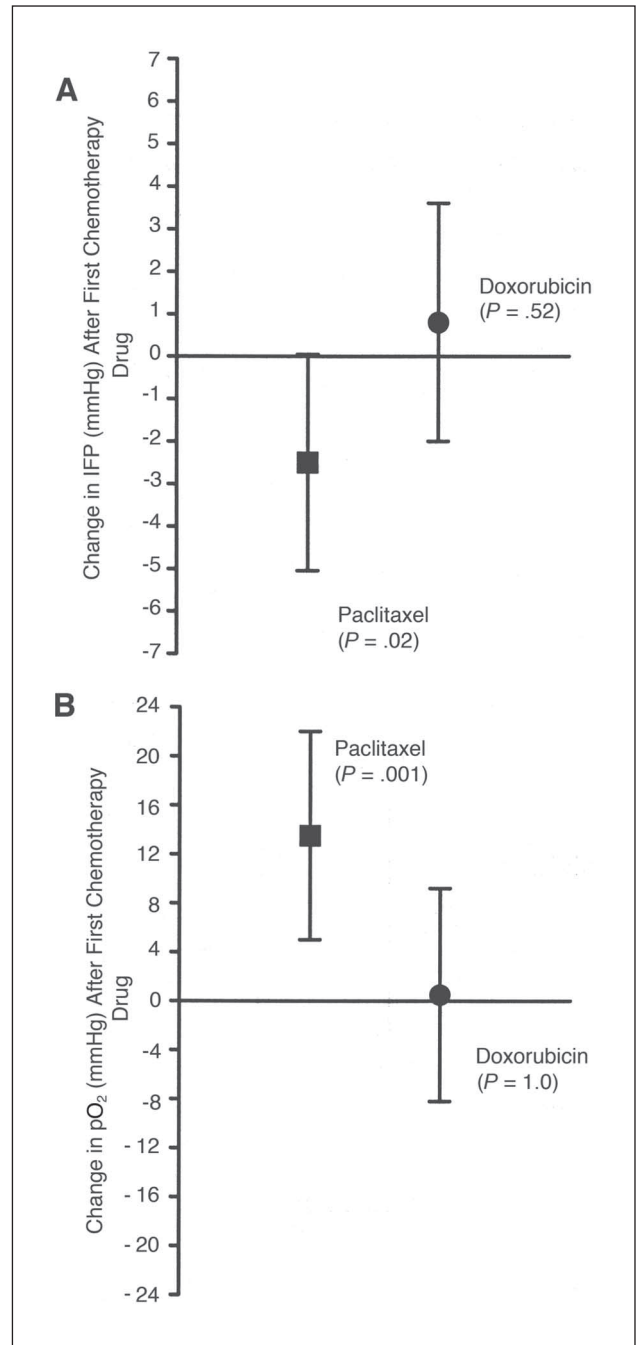 A
Change in IFP (mmHg) After First Chemotherapy
Drug
7
6
5
4
3
2
1
0
-1
-2
-3
-4
-5
-6
-7
Doxorubicin
(P = .52)
Paclitaxel
(P = .02)
B
Change in pO₂ (mmHg) After First Chemotherapy
Drug
24
20
16
12
8
4
0
-4
-8
- 12
- 16
- 20
- 24
Paclitaxel
(P = .001)
Doxorubicin
(P = 1.0)